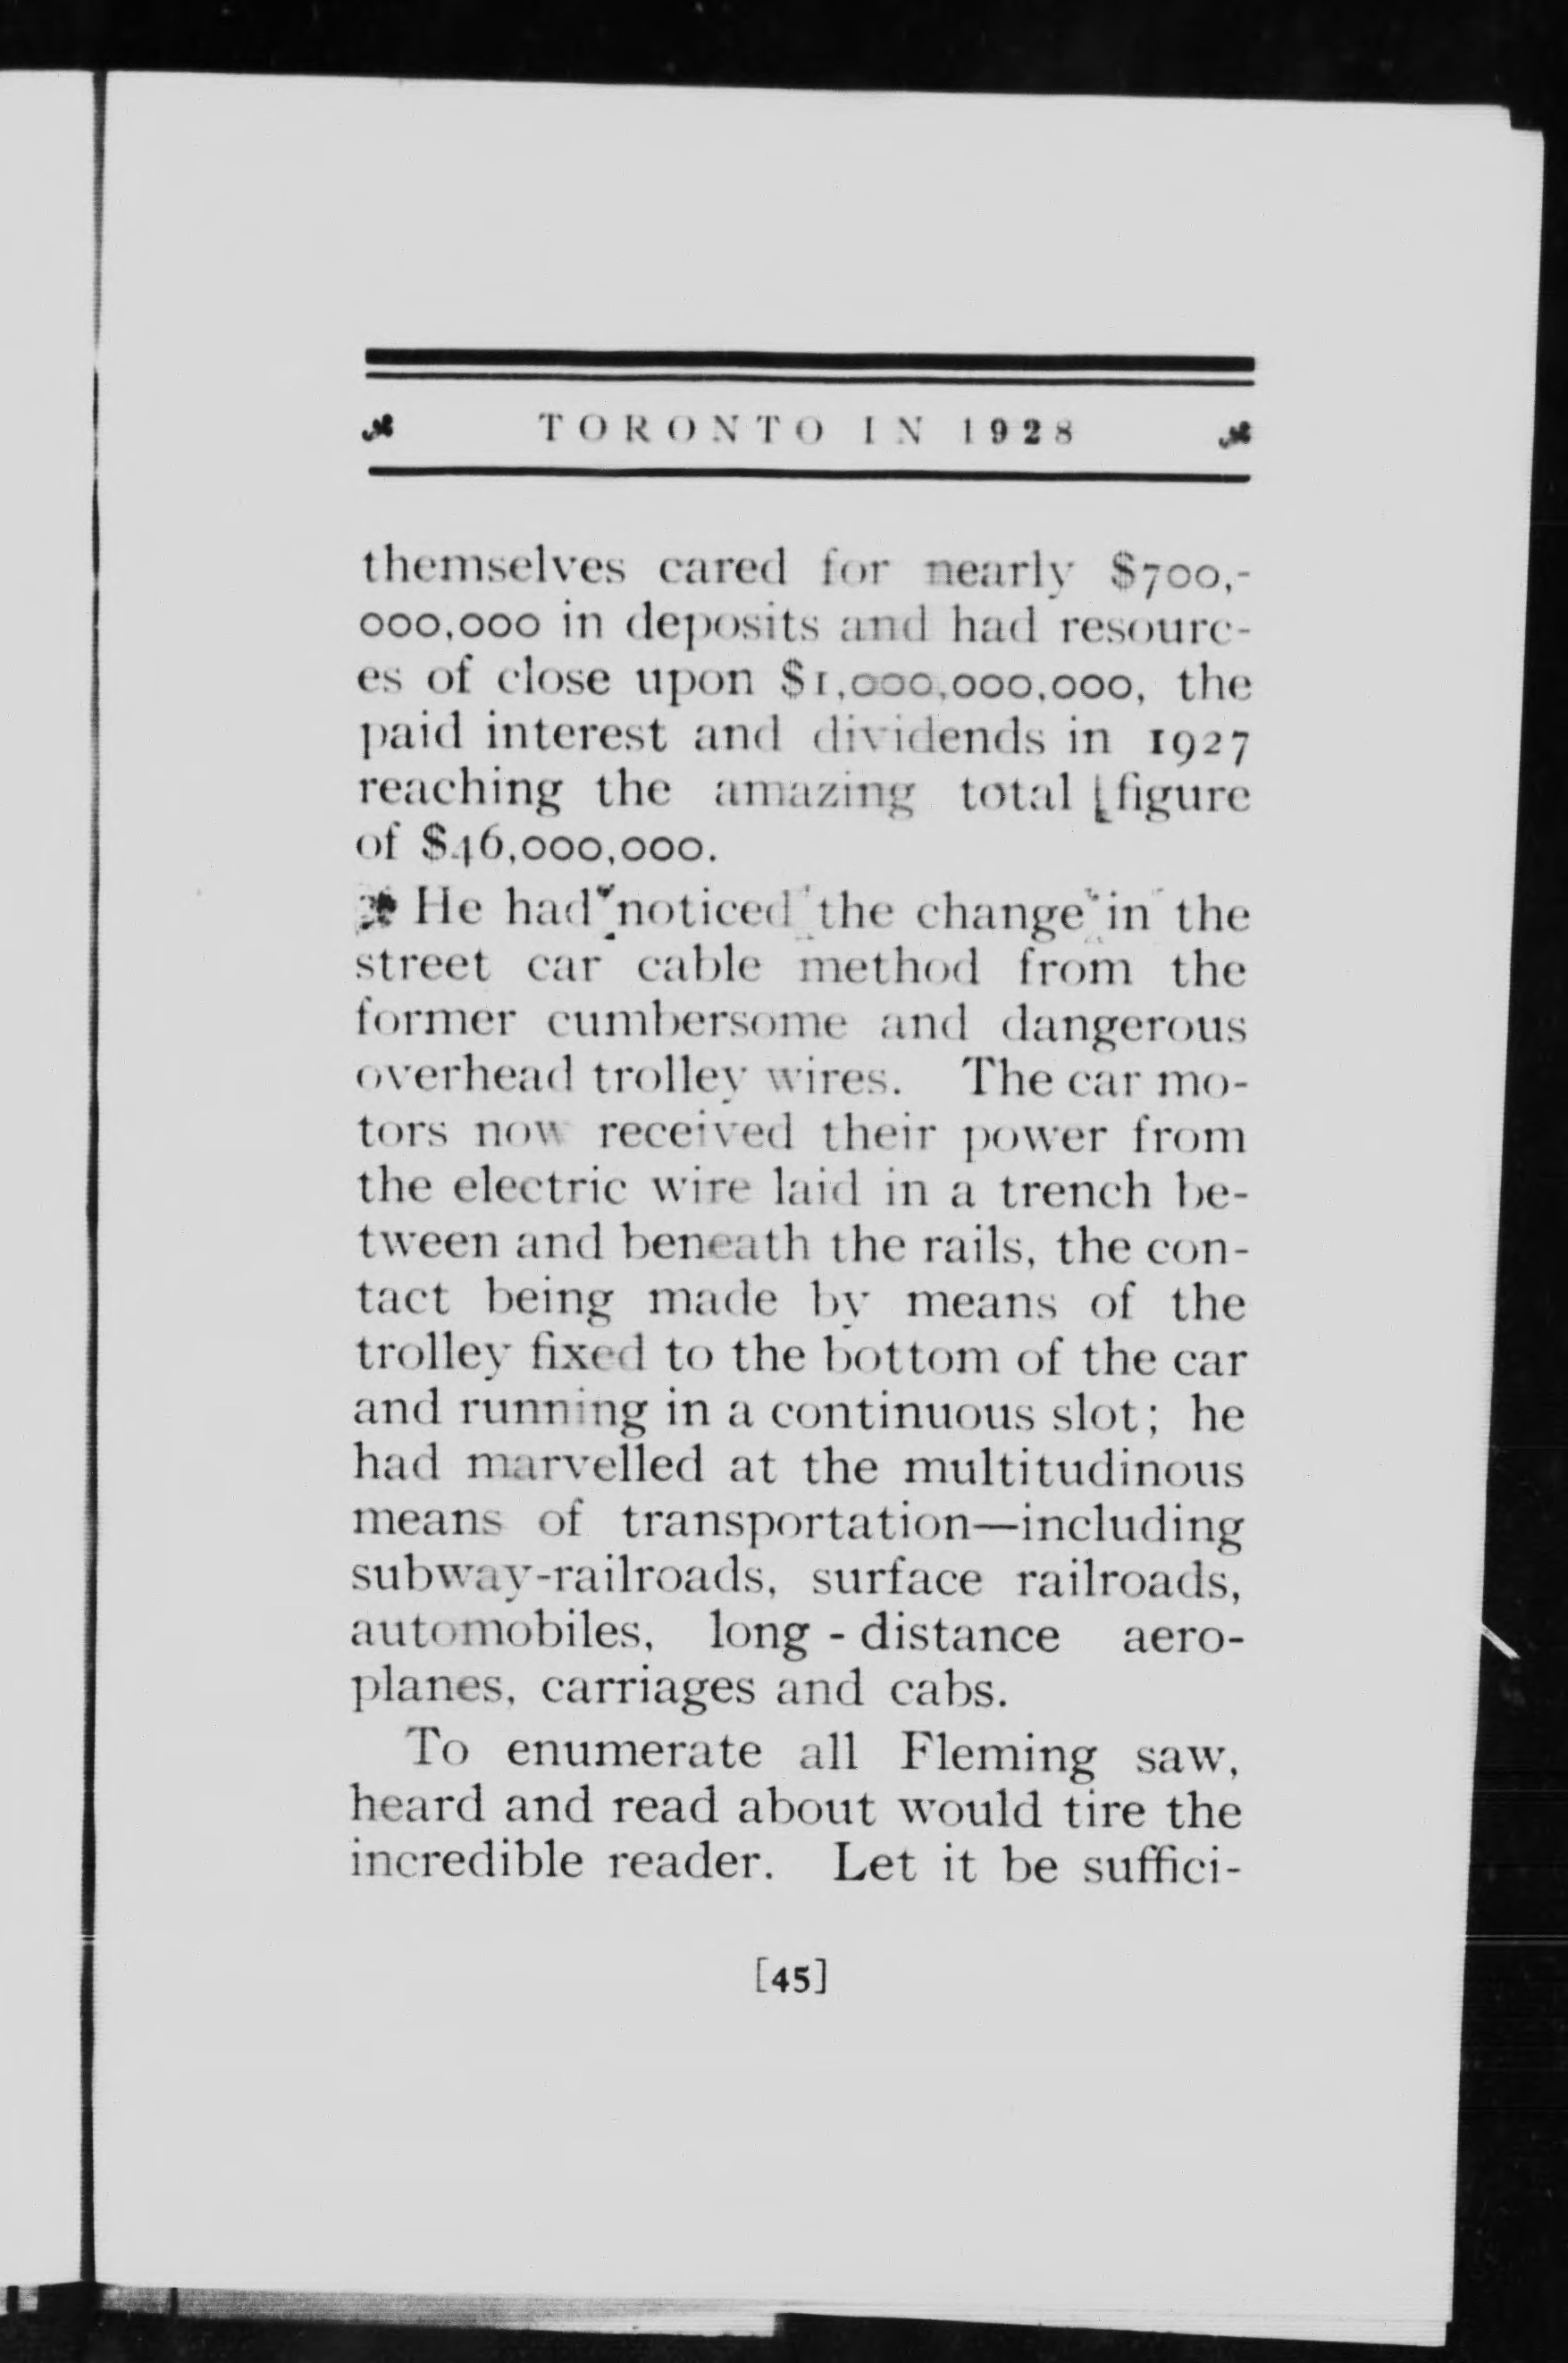 TORONTO IN 1928
themselves cared for nearly $700,-
000,000 in deposits and had resourc-
es of close upon $1,000,000,000, the
paid interest and dividends in 1927
reaching the amazing total figure
of $46,000,000.
He had noticed the change in the
street car cable method from the
former cumbersome and dangerous
overhead trolley wires. The car mo-
tors now received their power from
the electric wire laid in a trench be-
tween and beneath the rails, the con-
tact being made by means of the
trolley fixed to the bottom of the car
and running in a continuous slot; he
had marvelled at the multitudinous
means of transportation—including
subway-railroads, surface railroads,
automobiles, long - distance aero-
planes, carriages and cabs.
To enumerate all Fleming saw,
heard and read about would tire the
incredible reader. Let it be suffici-
[45]